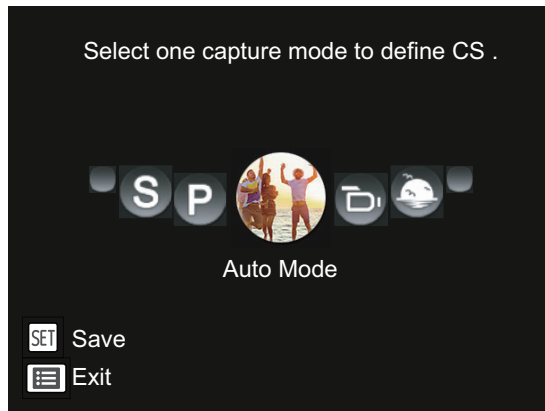 Select one capture mode to define CS .
S P
Auto Mode
SET Save
Exit